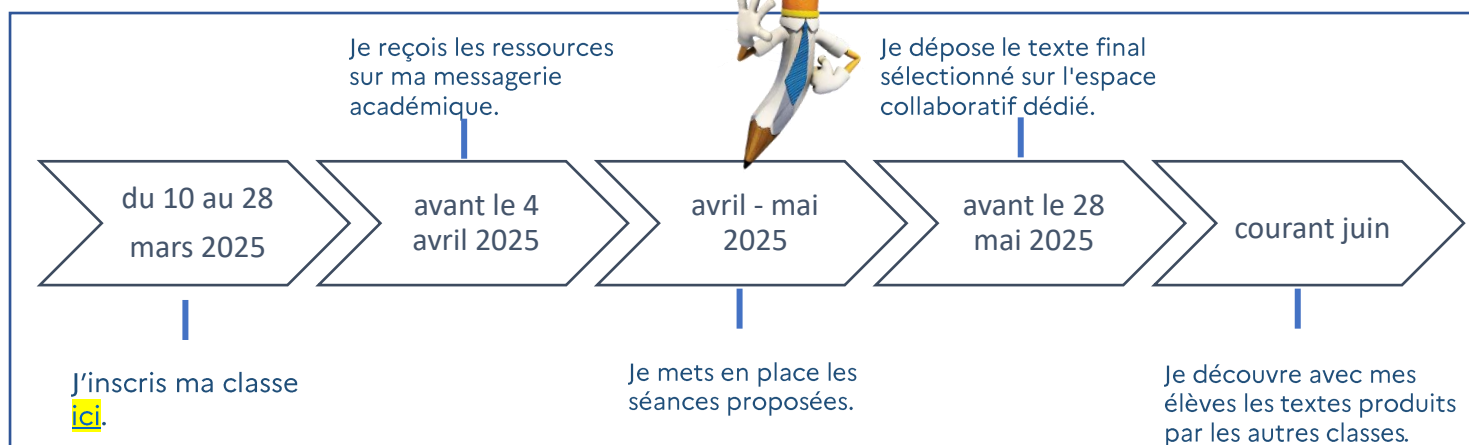 Je reçois les ressources
sur ma messagerie
académique.
Je dépose le texte final
sélectionné sur l'espace
collaboratif dédié.
du 10 au 28
mars 2025
avant le 4
avril 2025
avril - mai
2025
avant le 28
mai 2025
courant juin
J’inscris ma classe
ici.
Je mets en place les
séances proposées.
Je découvre avec mes
élèves les textes produits
par les autres classes.